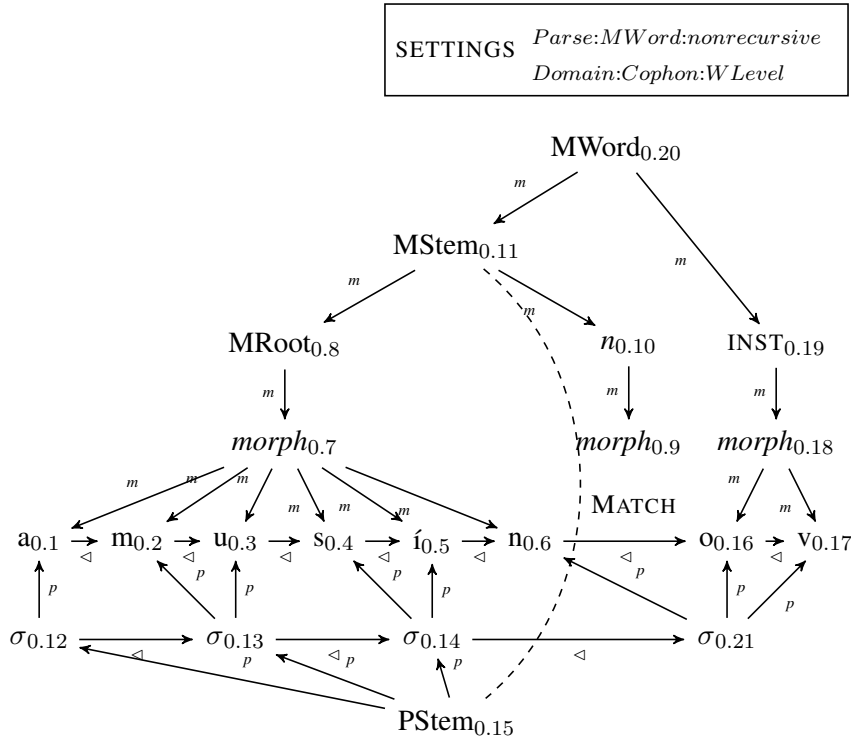 SETTINGS Parse:MWord:nonrecursive
Domain:Cophon:WLevel
MWord0.20
m
MStem0.11
m m
m
MRoot0.8 n0.10 INST0.19
m m m
morph0.7 morph0.9 morph0.18
m m m m m m m m
MATCH
a0.1 m0.2 u0.3 s0.4 í0.5 n0.6 o0.16 v0.17
◁ ◁ ◁ ◁ ◁ ◁ ◁
p p p p p p p p
σ0.12 σ0.13 σ0.14 σ0.21
◁ p ◁ p p ◁
PStem0.15